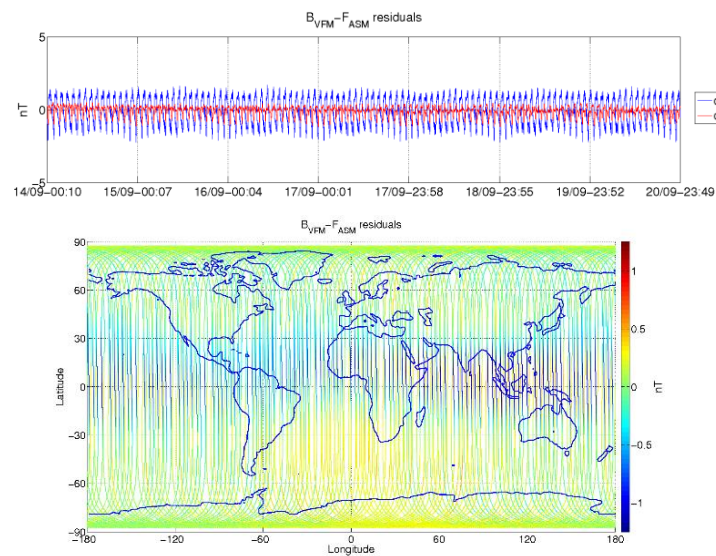 B_VFM–F_ASM residuals
5
nT
0
-5
14/09–00:10 15/09–00:07 16/09–00:04 17/09–00:01 17/09–23:58 18/09–23:55 19/09–23:52 20/09–23:49
B_VFM–F_ASM residuals
90
60
30
Latitude
0
−30
−60
−90
-180 −120 −60 0 60 120 180
Longitude
1
0.5
0
−0.5
−1
nT